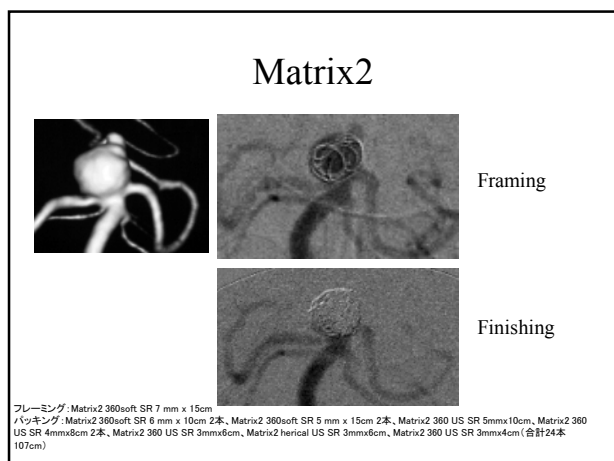 Matrix2
Framing
Finishing
フレーミング：Matrix2 360soft SR 7 mm x 15cm
パッキング：Matrix2 360soft SR 6 mm x 10cm 2本、Matrix2 360soft SR 5 mm x 15cm 2本、Matrix2 360 US SR 5mmx10cm、Matrix2 360
US SR 4mmx8cm 2本、Matrix2 360 US SR 3mmx6cm、Matrix2 herical US SR 3mmx6cm、Matrix2 360 US SR 3mmx4cm（合計24本
107cm）